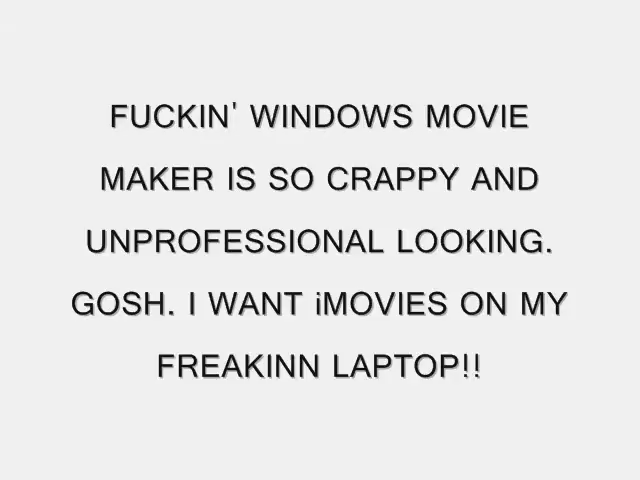 FUCKIN' WINDOWS MOVIE
MAKER IS SO CRAPPY AND
UNPROFESSIONAL LOOKING.
GOSH. I WANT iMOVIES ON MY
FREAKINN LAPTOP!!